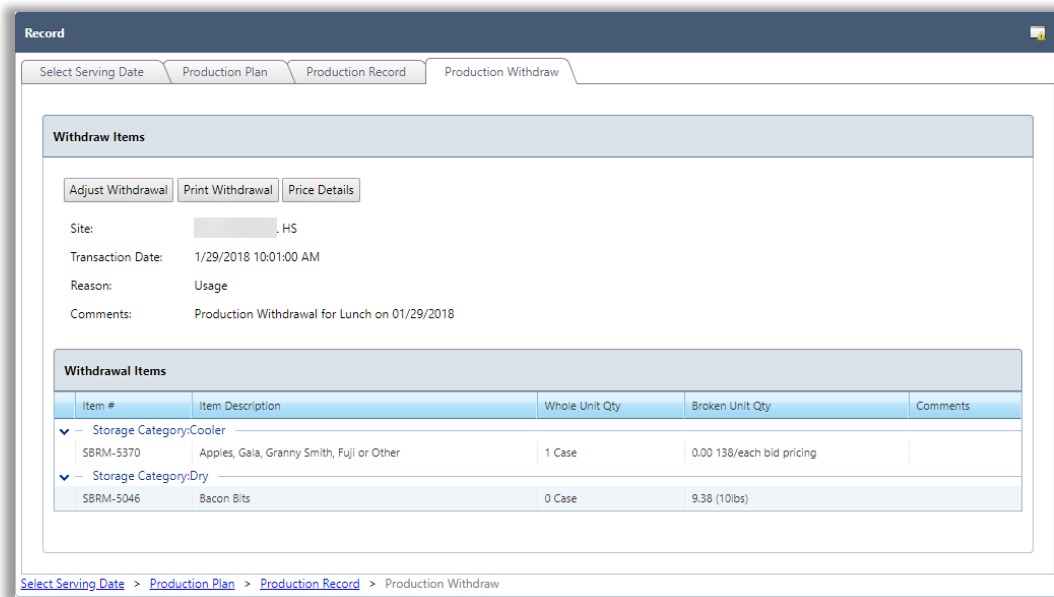 Record
Select Serving Date Production Plan Production Record Production Withdraw
Withdraw Items
Adjust Withdrawal Print Withdrawal Price Details
Site: . HS
Transaction Date: 1/29/2018 10:01:00 AM
Reason: Usage
Comments: Production Withdrawal for Lunch on 01/29/2018
Withdrawal Items
Item # Item Description Whole Unit Qty Broken Unit Qty Comments
Storage Category:Cooler
SBRM-5370 Apples, Gala, Granny Smith, Fuji or Other 1 Case 0.00 138/each bid pricing
Storage Category:Dry
SBRM-5046 Bacon Bits 0 Case 9.38 (10lbs)
Select Serving Date > Production Plan > Production Record > Production Withdraw